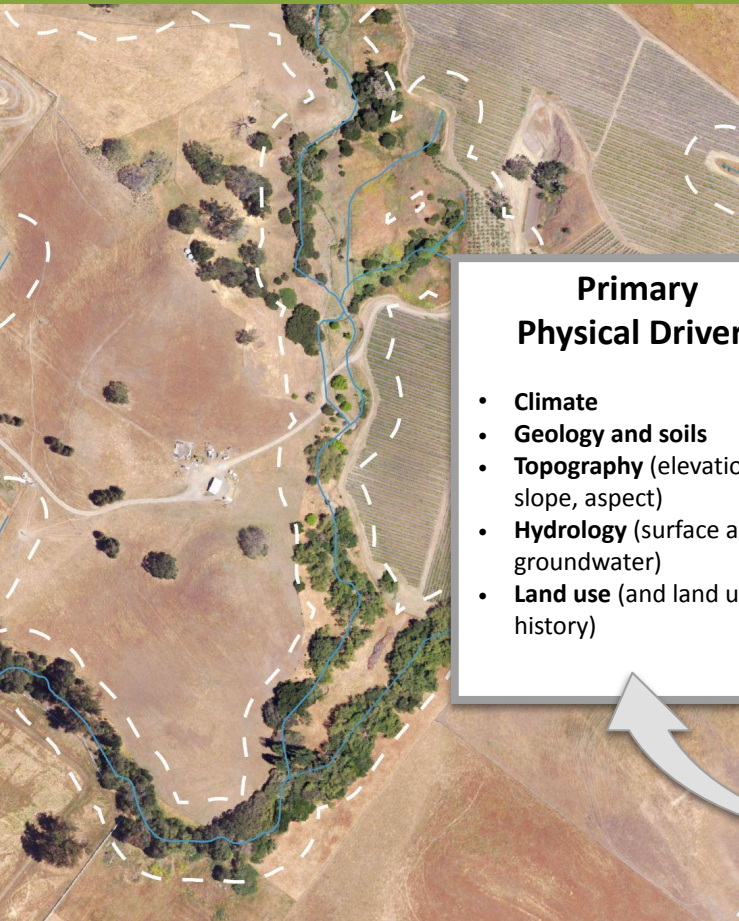 Primary
Physical Driver
• Climate
• Geology and soils
• Topography (elevatio
slope, aspect)
• Hydrology (surface a
groundwater)
• Land use (and land u
history)